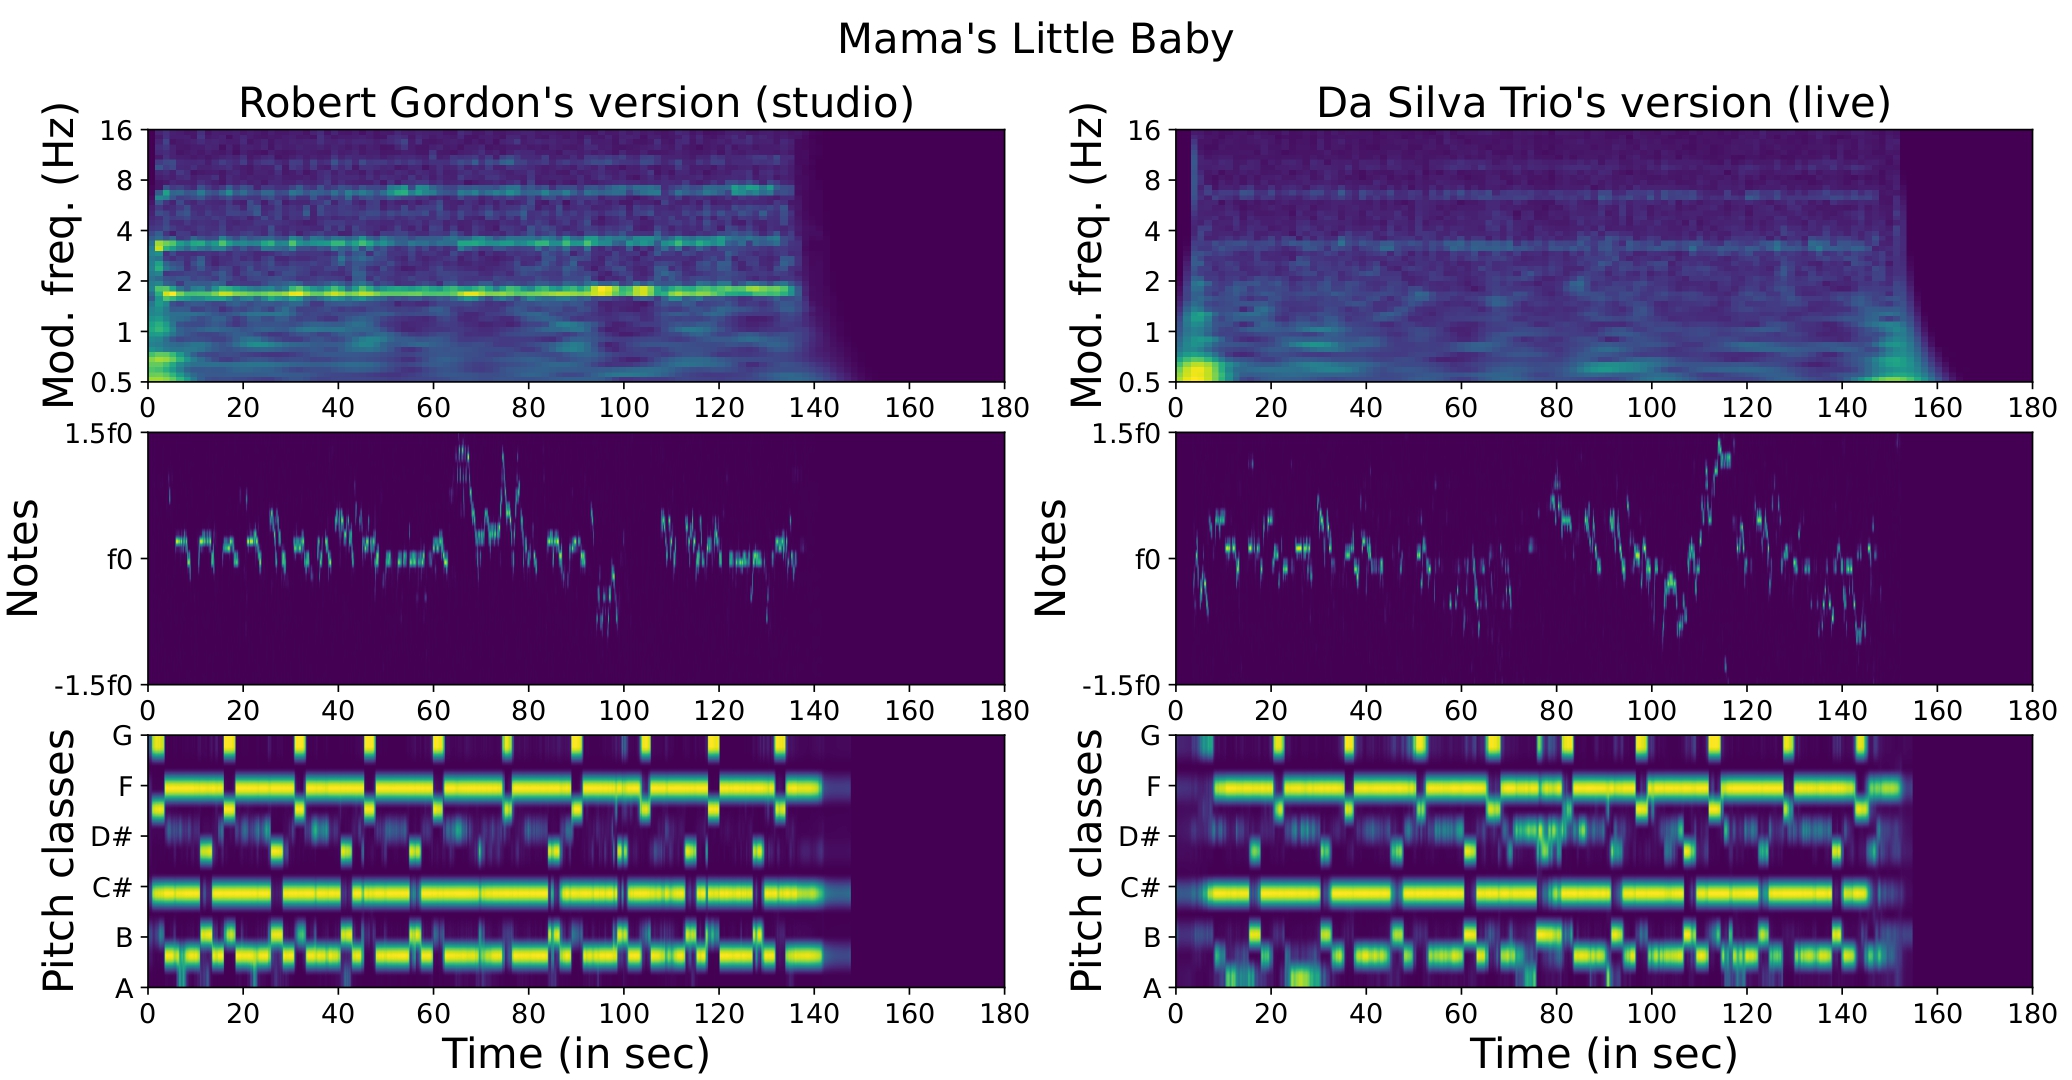 Mama's Little Baby
Robert Gordon's version (studio)
Mod. freq. (Hz)
16
8
4
2
1
0.5
0 20 40 60 80 100 120 140 160 180
Notes
1.5f0
f0
-1.5f0
0 20 40 60 80 100 120 140 160 180
Pitch classes
G
F
D#
C#
B
A
0 20 40 60 80 100 120 140 160 180
Time (in sec)
Da Silva Trio's version (live)
Mod. freq. (Hz)
16
8
4
2
1
0.5
0 20 40 60 80 100 120 140 160 180
Notes
1.5f0
f0
-1.5f0
0 20 40 60 80 100 120 140 160 180
Pitch classes
G
F
D#
C#
B
A
0 20 40 60 80 100 120 140 160 180
Time (in sec)